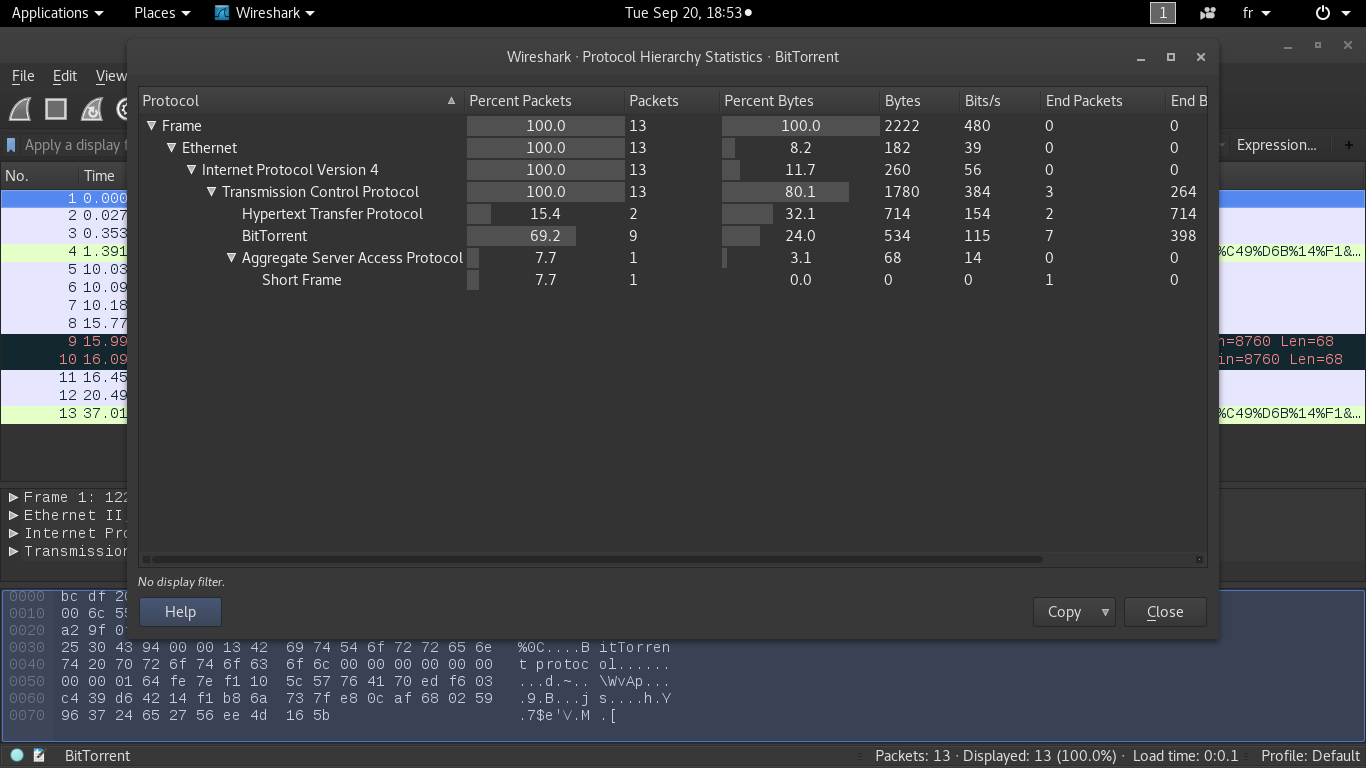 Applications Places Wireshark Tue Sep 20, 18:53 1 fr
Wireshark · Protocol Hierarchy Statistics · BitTorrent
File Edit View
Apply a display f
Expression... +
No. Time
Protocol Percent Packets Packets Percent Bytes Bytes Bits/s End Packets End B
Frame 100.0 13 100.0 2222 480 0 0
Ethernet 100.0 13 8.2 182 39 0 0
Internet Protocol Version 4 100.0 13 11.7 260 56 0 0
Transmission Control Protocol 100.0 13 80.1 1780 384 3 264
Hypertext Transfer Protocol 15.4 2 32.1 714 154 2 714
BitTorrent 69.2 9 24.0 534 115 7 398
Aggregate Server Access Protocol 7.7 1 3.1 68 14 0 0
Short Frame 7.7 1 0.0 0 0 1 0
1 0.000
2 0.027
3 0.353
4 1.391 %C49%D6B%14%F1&...
5 10.03
6 10.09
7 10.18
8 15.77
9 15.99 n=8760 Len=68
10 16.09 in=8760 Len=68
11 16.45
12 20.49
13 37.01 %C49%D6B%14%F1&...
No display filter.
Help Copy Close
Frame 1: 122
Ethernet II
Internet Pro
Transmission
0000 bc df 20
0010 00 6c 55
0020 a2 9f 0
0030 25 30 43 94 00 00 13 42 69 74 54 6f 72 72 65 6e %0C....B itTorren
0040 74 20 70 72 6f 74 6f 63 6f 6c 00 00 00 00 00 00 t protoc ol......
0050 00 00 01 64 fe 7e f1 10 5c 57 76 41 70 ed f6 03 ...d.~.. \WvAp...
0060 c4 39 d6 42 14 f1 b8 6a 73 7f e8 0c af 68 02 59 .9.B...j s....h.Y
0070 96 37 24 65 27 56 ee 4d 16 5b .7$e'V.M .[
BitTorrent Packets: 13 · Displayed: 13 (100.0%) · Load time: 0:0.1 Profile: Default